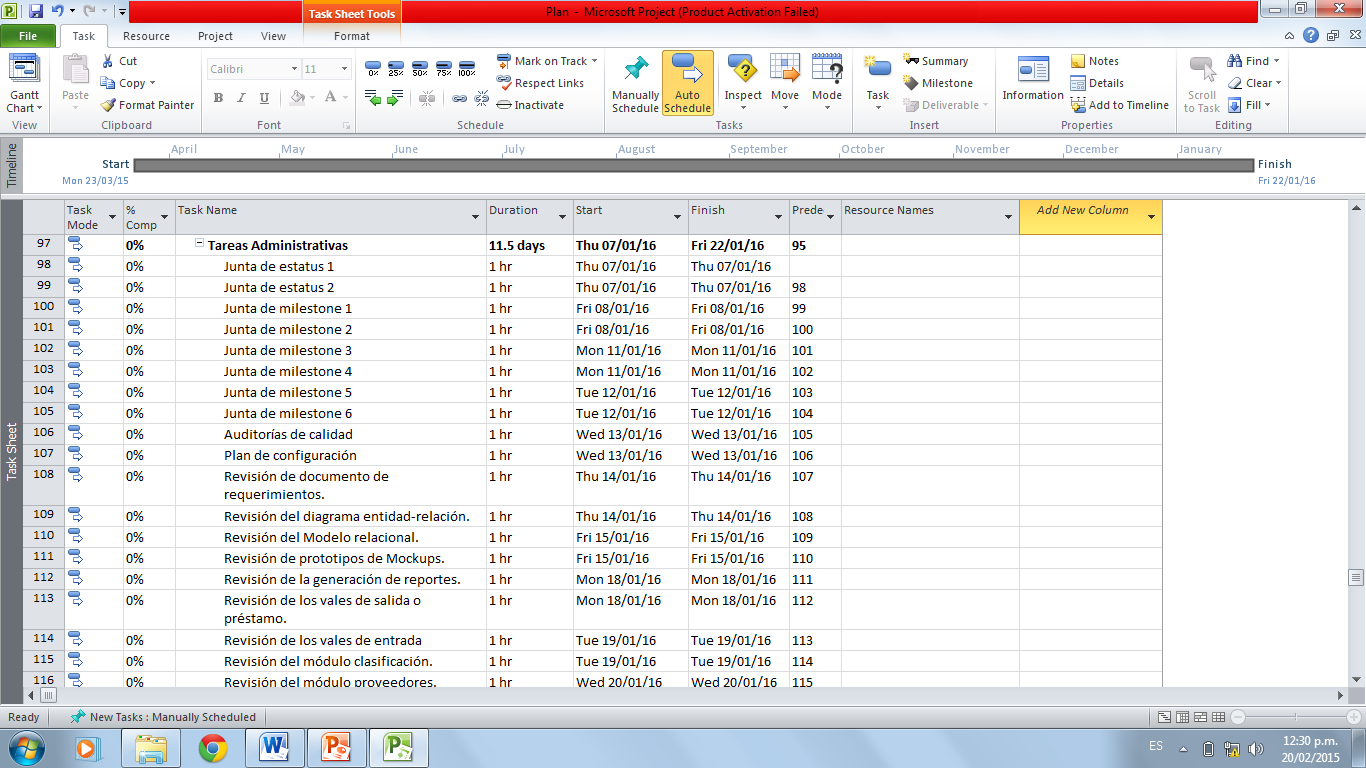 Plan - Microsoft Project (Product Activation Failed)
Task Sheet Tools
File Task Resource Project View Format
Gantt Chart
View
Paste
Cut
Copy
Format Painter
Clipboard
Calibri 11
B I U A
Font
0% 25% 50% 75% 100%
Mark on Track
Respect Links
Inactivate
Schedule
Manually Schedule
Auto Schedule
Inspect
Move
Mode
Tasks
Task
Summary
Milestone
Deliverable
Insert
Information
Notes
Details
Add to Timeline
Properties
Scroll to Task
Find
Clear
Fill
Editing
Timeline
April May June July August September October November December January
Start
Mon 23/03/15
Finish
Fri 22/01/16
Task Sheet
Task Mode % Comp Task Name Duration Start Finish Prede Resource Names Add New Column
97 0% Tareas Administrativas 11.5 days Thu 07/01/16 Fri 22/01/16 95
98 0% Junta de estatus 1 1 hr Thu 07/01/16 Thu 07/01/16
99 0% Junta de estatus 2 1 hr Thu 07/01/16 Thu 07/01/16 98
100 0% Junta de milestone 1 1 hr Fri 08/01/16 Fri 08/01/16 99
101 0% Junta de milestone 2 1 hr Fri 08/01/16 Fri 08/01/16 100
102 0% Junta de milestone 3 1 hr Mon 11/01/16 Mon 11/01/16 101
103 0% Junta de milestone 4 1 hr Mon 11/01/16 Mon 11/01/16 102
104 0% Junta de milestone 5 1 hr Tue 12/01/16 Tue 12/01/16 103
105 0% Junta de milestone 6 1 hr Tue 12/01/16 Tue 12/01/16 104
106 0% Auditorías de calidad 1 hr Wed 13/01/16 Wed 13/01/16 105
107 0% Plan de configuración 1 hr Wed 13/01/16 Wed 13/01/16 106
108 0% Revisión de documento de requerimientos. 1 hr Thu 14/01/16 Thu 14/01/16 107
109 0% Revisión del diagrama entidad-relación. 1 hr Thu 14/01/16 Thu 14/01/16 108
110 0% Revisión del Modelo relacional. 1 hr Fri 15/01/16 Fri 15/01/16 109
111 0% Revisión de prototipos de Mockups. 1 hr Fri 15/01/16 Fri 15/01/16 110
112 0% Revisión de la generación de reportes. 1 hr Mon 18/01/16 Mon 18/01/16 111
113 0% Revisión de los vales de salida o préstamo. 1 hr Mon 18/01/16 Mon 18/01/16 112
114 0% Revisión de los vales de entrada 1 hr Tue 19/01/16 Tue 19/01/16 113
115 0% Revisión del módulo clasificación. 1 hr Tue 19/01/16 Tue 19/01/16 114
116 0% Revisión del módulo proveedores. 1 hr Wed 20/01/16 Wed 20/01/16 115
Ready New Tasks : Manually Scheduled
ES
12:30 p.m.
20/02/2015